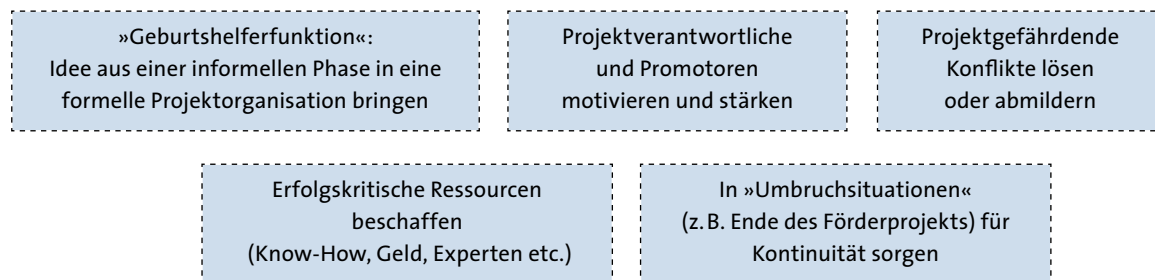 »Geburtshelferfunktion«:
Idee aus einer informellen Phase in eine
formelle Projektorganisation bringen
Projektverantwortliche
und Promotoren
motivieren und stärken
Projektgefährdende
Konflikte lösen
oder abmildern
Erfolgskritische Ressourcen
beschaffen
(Know-How, Geld, Experten etc.)
In »Umbruchsituationen«
(z. B. Ende des Förderprojekts) für
Kontinuität sorgen